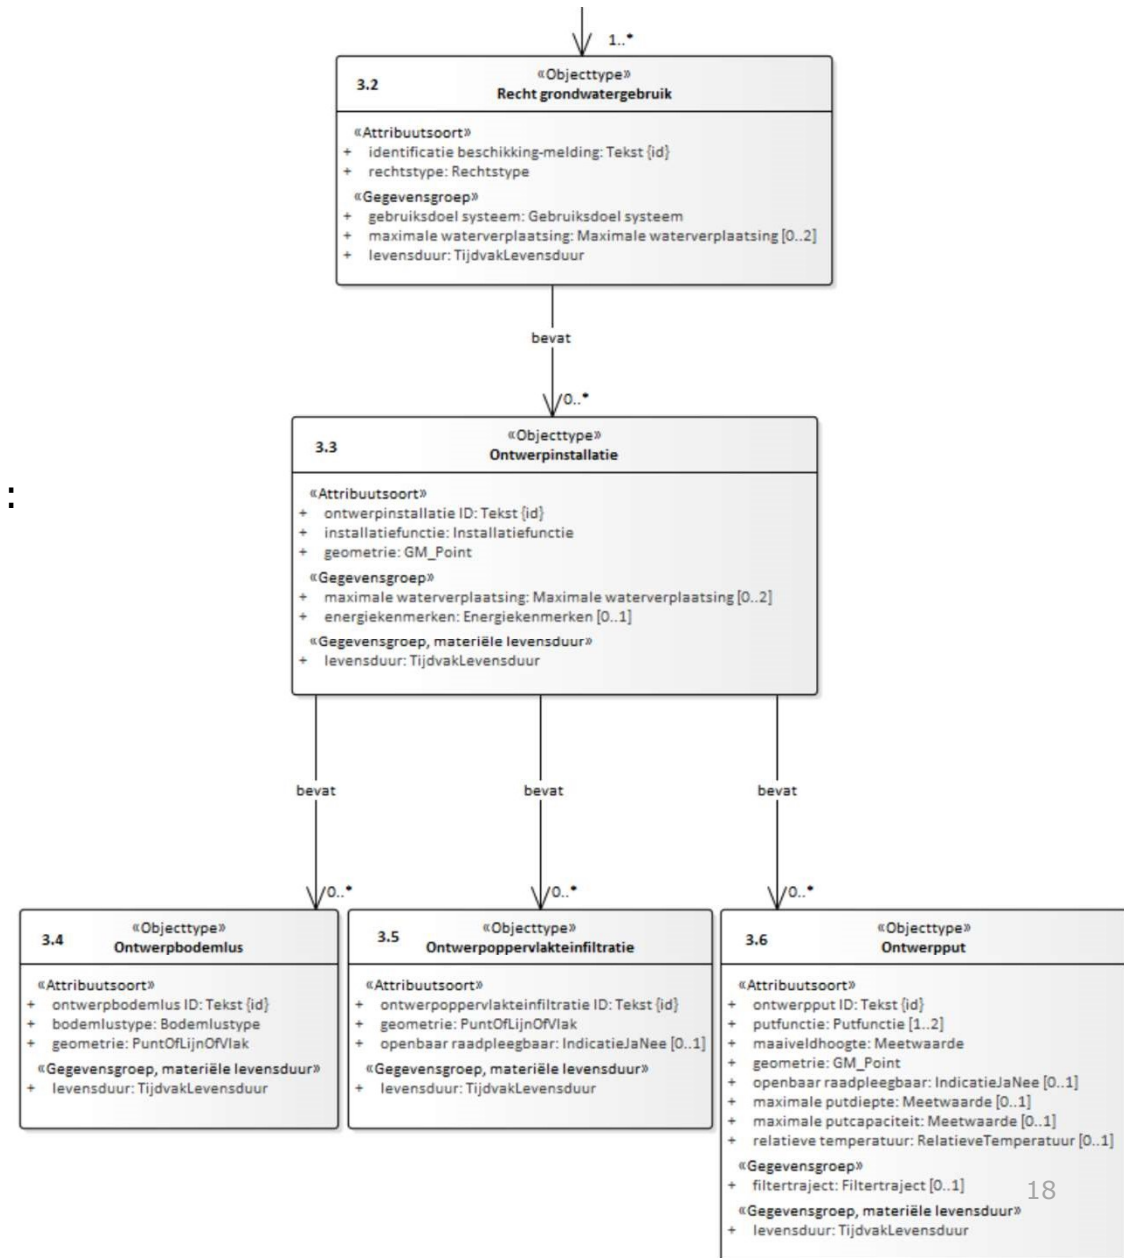 1..*
3.2
«Objecttype»
Recht grondwatergebruik
«Attribuutsoort»
+ identificatie beschikking-melding: Tekst {id}
+ rechtstype: Rechtstype
«Gegevensgroep»
+ gebruiksdoel systeem: Gebruiksdoel systeem
+ maximale waterverplaatsing: Maximale waterverplaatsing [0..2]
+ levensduur: TijdvakLevensduur
bevat
0..*
3.3
«Objecttype»
Ontwerpinstallatie
:
«Attribuutsoort»
+ ontwerpinstallatie ID: Tekst {id}
+ installatiefunctie: Installatiefunctie
+ geometrie: GM_Point
«Gegevensgroep»
+ maximale waterverplaatsing: Maximale waterverplaatsing [0..2]
+ energiekenmerken: Energiekenmerken [0..1]
«Gegevensgroep, materiële levensduur»
+ levensduur: TijdvakLevensduur
bevat
bevat
bevat
0..*
0..*
0..*
3.4
«Objecttype»
Ontwerpbodemlus
«Attribuutsoort»
+ ontwerpbodemlus ID: Tekst {id}
+ bodemlustype: Bodemlustype
+ geometrie: PuntOfLijnOfVlak
«Gegevensgroep, materiële levensduur»
+ levensduur: TijdvakLevensduur
3.5
«Objecttype»
Ontwerpoppervlakteinfiltratie
«Attribuutsoort»
+ ontwerpoppervlakteinfiltratie ID: Tekst {id}
+ geometrie: PuntOfLijnOfVlak
+ openbaar raadpleegbaar: IndicatieJaNee [0..1]
«Gegevensgroep, materiële levensduur»
+ levensduur: TijdvakLevensduur
3.6
«Objecttype»
Ontwerpput
«Attribuutsoort»
+ ontwerpput ID: Tekst {id}
+ putfunctie: Putfunctie [1..2]
+ maaiveldhoogte: Meetwaarde
+ geometrie: GM_Point
+ openbaar raadpleegbaar: IndicatieJaNee [0..1]
+ maximale putdiepte: Meetwaarde [0..1]
+ maximale putcapaciteit: Meetwaarde [0..1]
+ relatieve temperatuur: RelatieveTemperatuur [0..1]
«Gegevensgroep»
+ filtertraject: Filtertraject [0..1]
18
«Gegevensgroep, materiële levensduur»
+ levensduur: TijdvakLevensduur